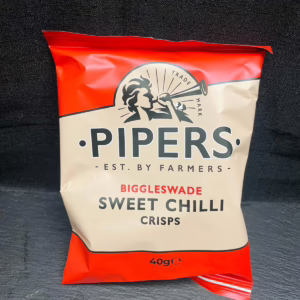 TRADE MARK
·PIPERS·
- EST. BY FARMERS -
BIGGLESWADE
SWEET CHILLI
CRISPS
40g℮